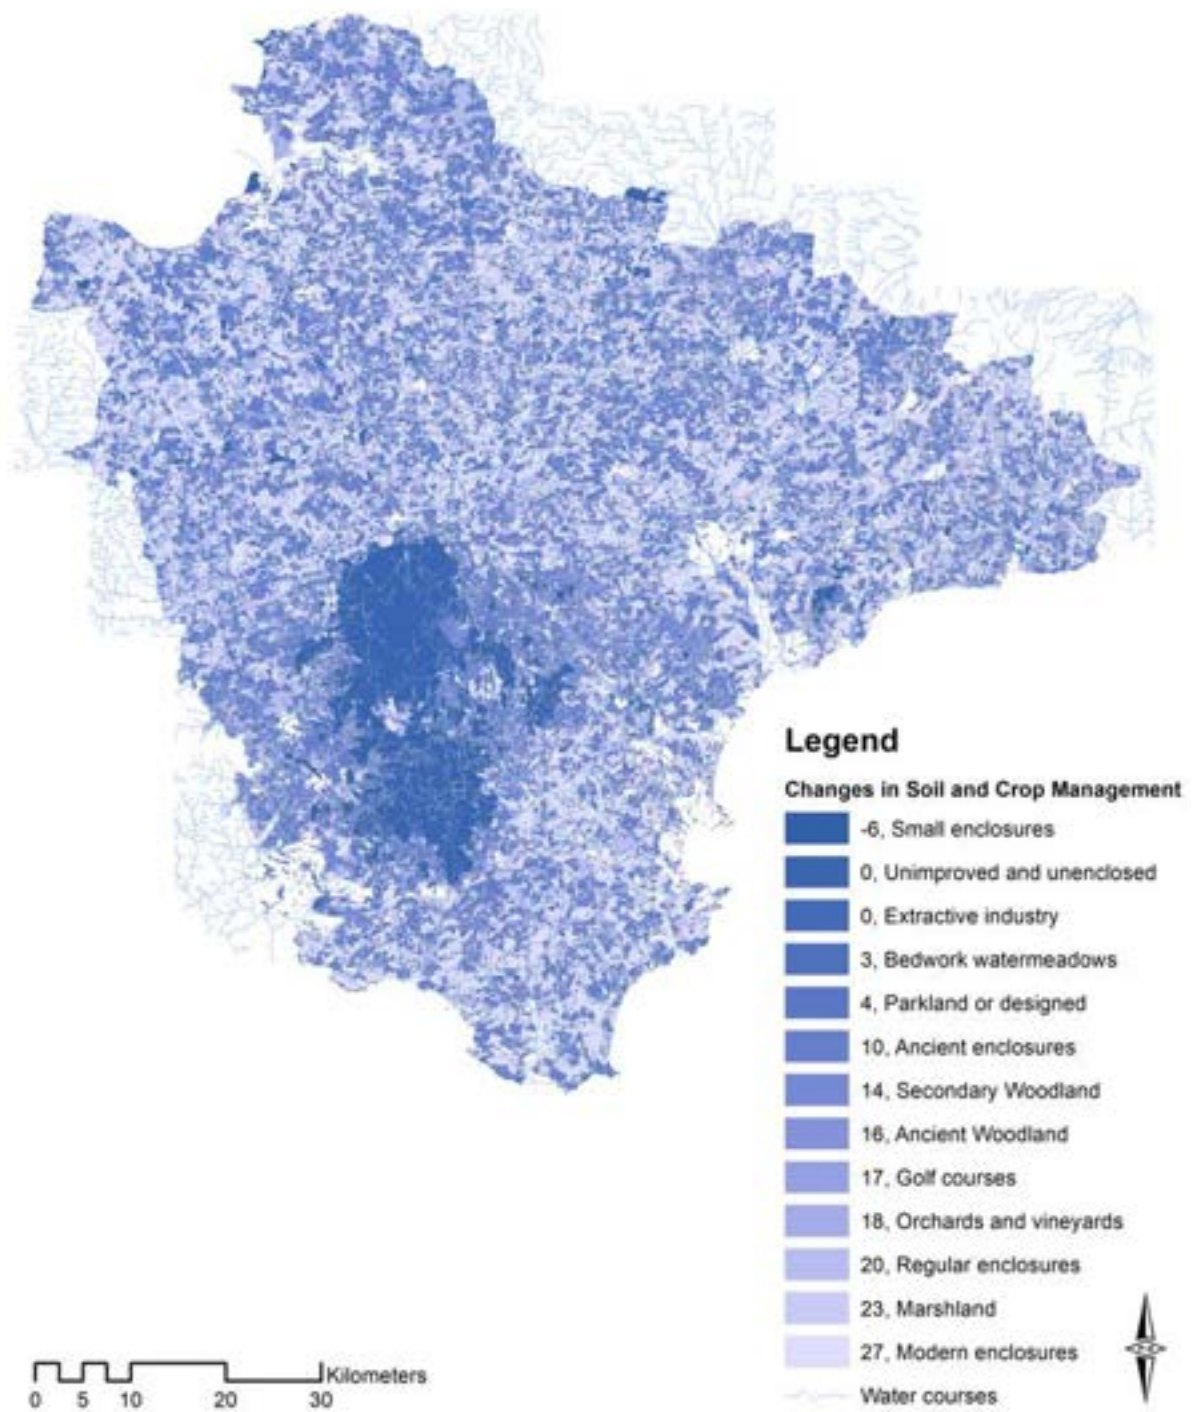 Legend
Changes in Soil and Crop Management
-6, Small enclosures
0, Unimproved and unenclosed
0, Extractive industry
3, Bedwork watermeadows
4, Parkland or designed
10, Ancient enclosures
14, Secondary Woodland
16, Ancient Woodland
17, Golf courses
18, Orchards and vineyards
20, Regular enclosures
23, Marshland
27, Modern enclosures
Water courses
Kilometers
0 5 10 20 30